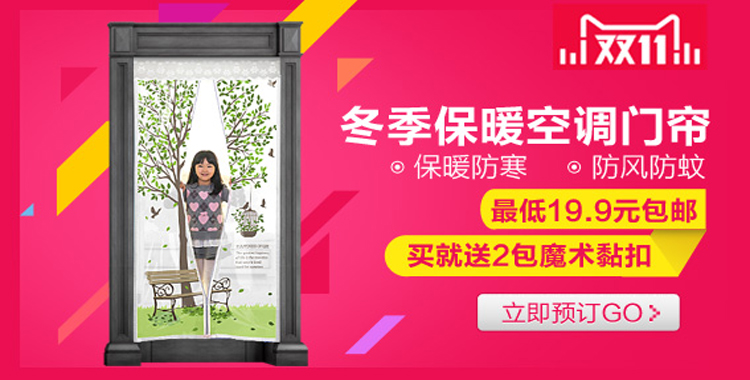 双11
冬季保暖空调门帘
保暖防寒
防风防蚊
最低19.9元包邮
买就送2包魔术黏扣
立即预订GO>